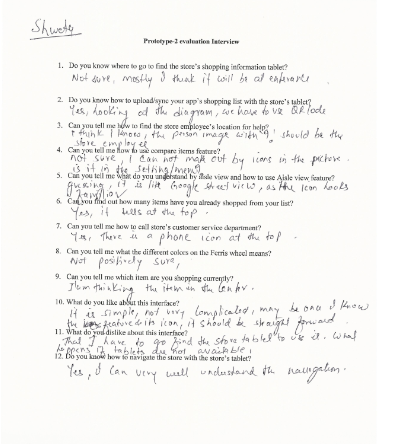 Shweta
Prototype-2 evaluation Interview
1. Do you know where to go to find the store's shopping information tablet?
Not sure, mostly I think it will be at entrance
2. Do you know how to upload/sync your app's shopping list with the store's tablet?
Yes, looking at the diagram, we have to use QR code
3. Can you tell me how to find the store employee's location for help?
I think I know, the person image with '?' should be the
store employee
4. Can you tell me how to use compare items feature?
not sure, I can not make out by icons in the picture.
is it in the setting/menu
5. Can you tell me what do you understand by aisle view and how to use Aisle view feature?
guessing, it is like Google street view, as the icon looks
familiar
6. Can you find out how many items have you already shopped from your list?
Yes, it tells at the top.
7. Can you tell me how to call store's customer service department?
Yes, there is a phone icon at the top.
8. Can you tell me what the different colors on the Ferris wheel means?
Not positively sure,
9. Can you tell me which item are you shopping currently?
I am thinking the item in the center.
10. What do you like about this interface?
It is simple, not very complicated, may be once I know
the feature & its icon, it should be straight forward.
11. What do you dislike about this interface?
That I have to go find the store tablet to use it. What
happens if tablets are not available,
12. Do you know how to navigate the store with the store's tablet?
Yes, I can very well understand the navigation.